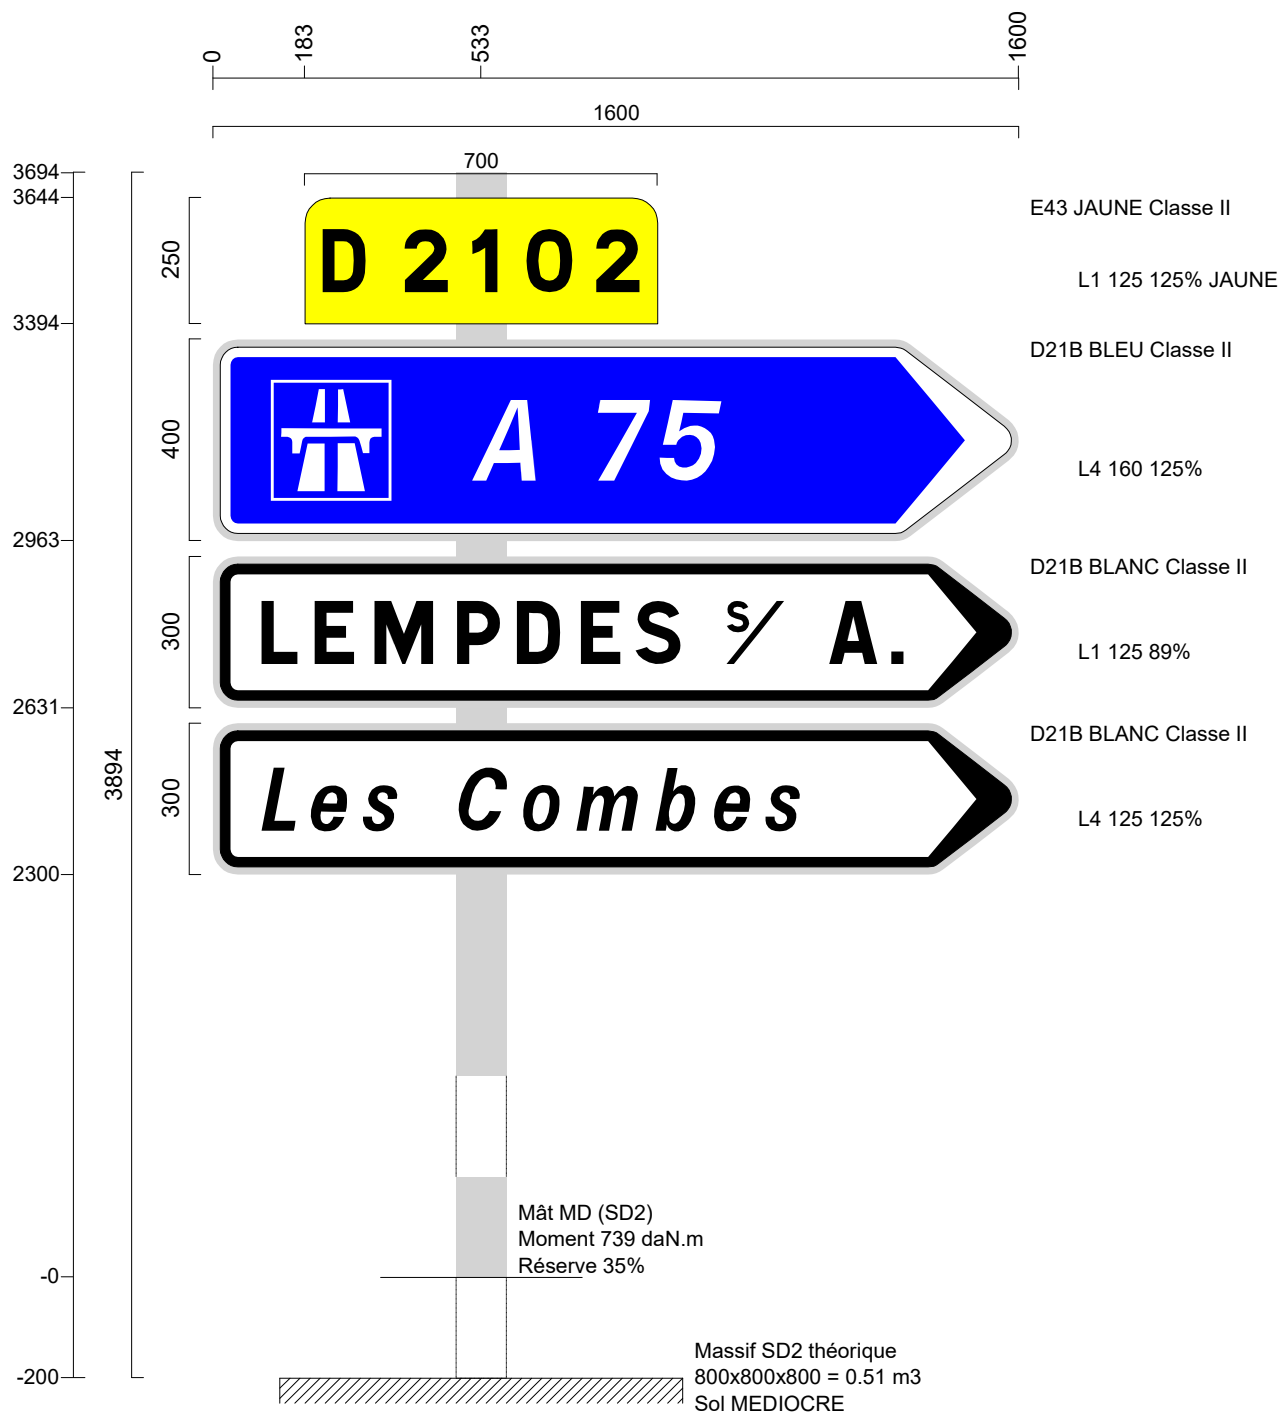 0
183
533
1600
1600
700
3694
3644
250
D 2102
E43 JAUNE Classe II
L1 125 125% JAUNE
3394
D21B BLEU Classe II
400
A 75
L4 160 125%
2963
D21B BLANC Classe II
300
LEMPDES s/ A.
L1 125 89%
2631
D21B BLANC Classe II
3894
300
Les Combes
L4 125 125%
2300
Mât MD (SD2)
Moment 739 daN.m
Réserve 35%
-0
Massif SD2 théorique
800x800x800 = 0.51 m3
Sol MEDIOCRE
-200